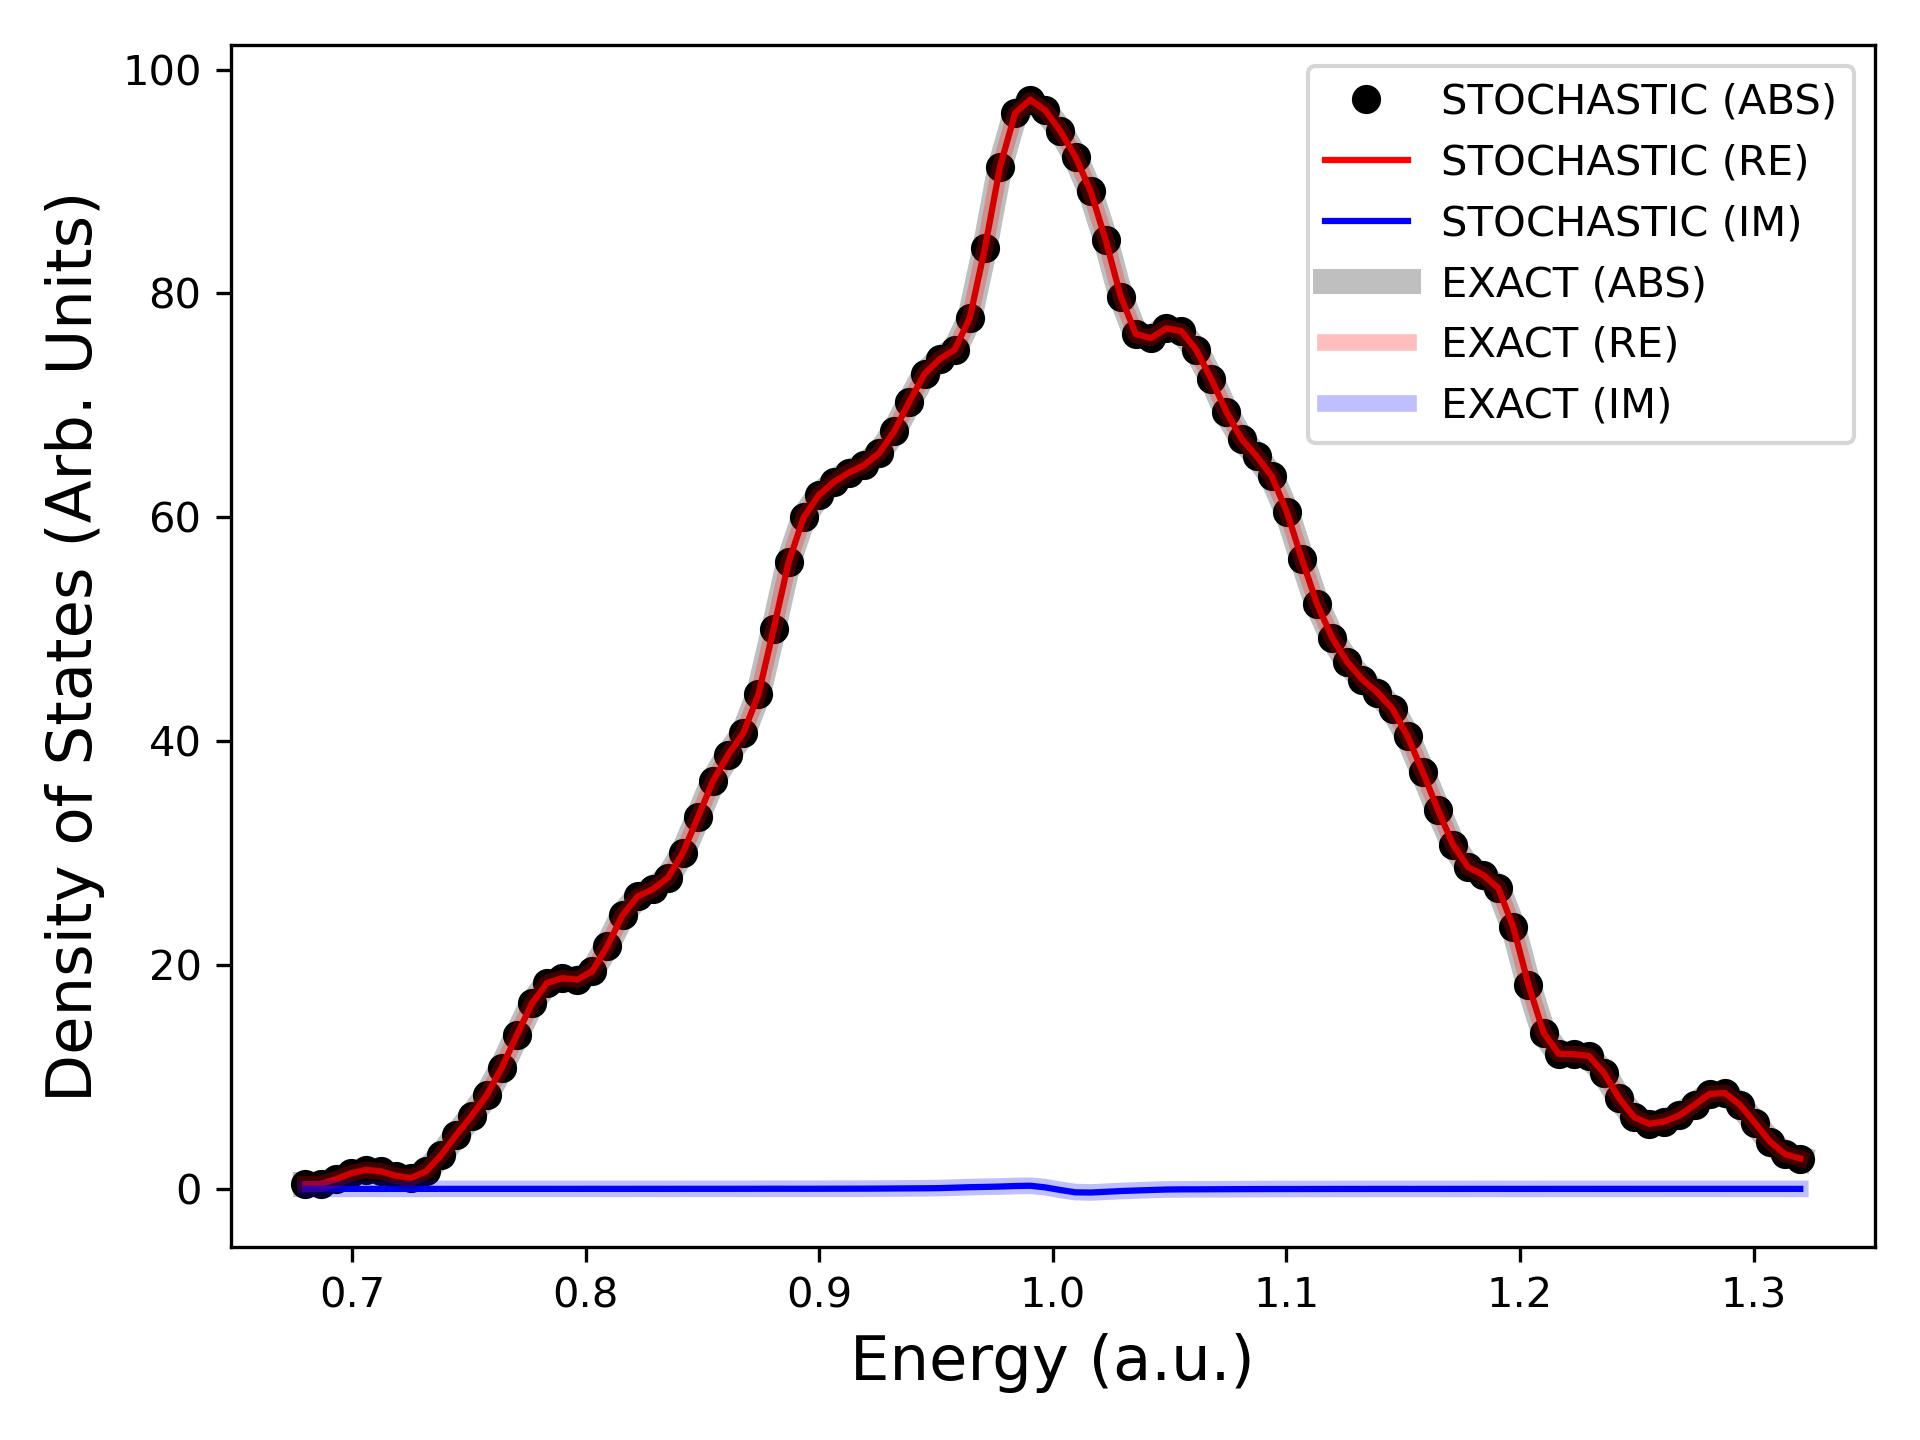 100
80
60
40
20
0
Density of States (Arb. Units)
STOCHASTIC (ABS)
STOCHASTIC (RE)
STOCHASTIC (IM)
EXACT (ABS)
EXACT (RE)
EXACT (IM)
0.7 0.8 0.9 1.0 1.1 1.2 1.3
Energy (a.u.)